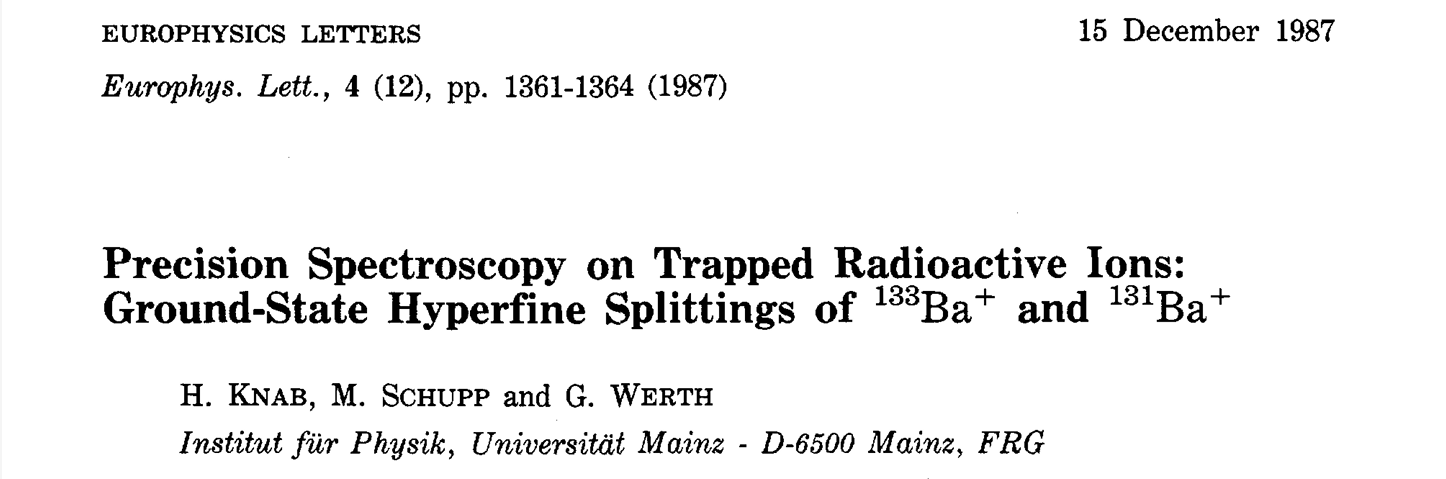 EUROPHYSICS LETTERS 15 December 1987
Europhys. Lett., 4 (12), pp. 1361-1364 (1987)
Precision Spectroscopy on Trapped Radioactive Ions:
Ground-State Hyperfine Splittings of ¹³³Ba⁺ and ¹³¹Ba⁺
H. KNAB, M. SCHUPP and G. WERTH
Institut für Physik, Universität Mainz - D-6500 Mainz, FRG